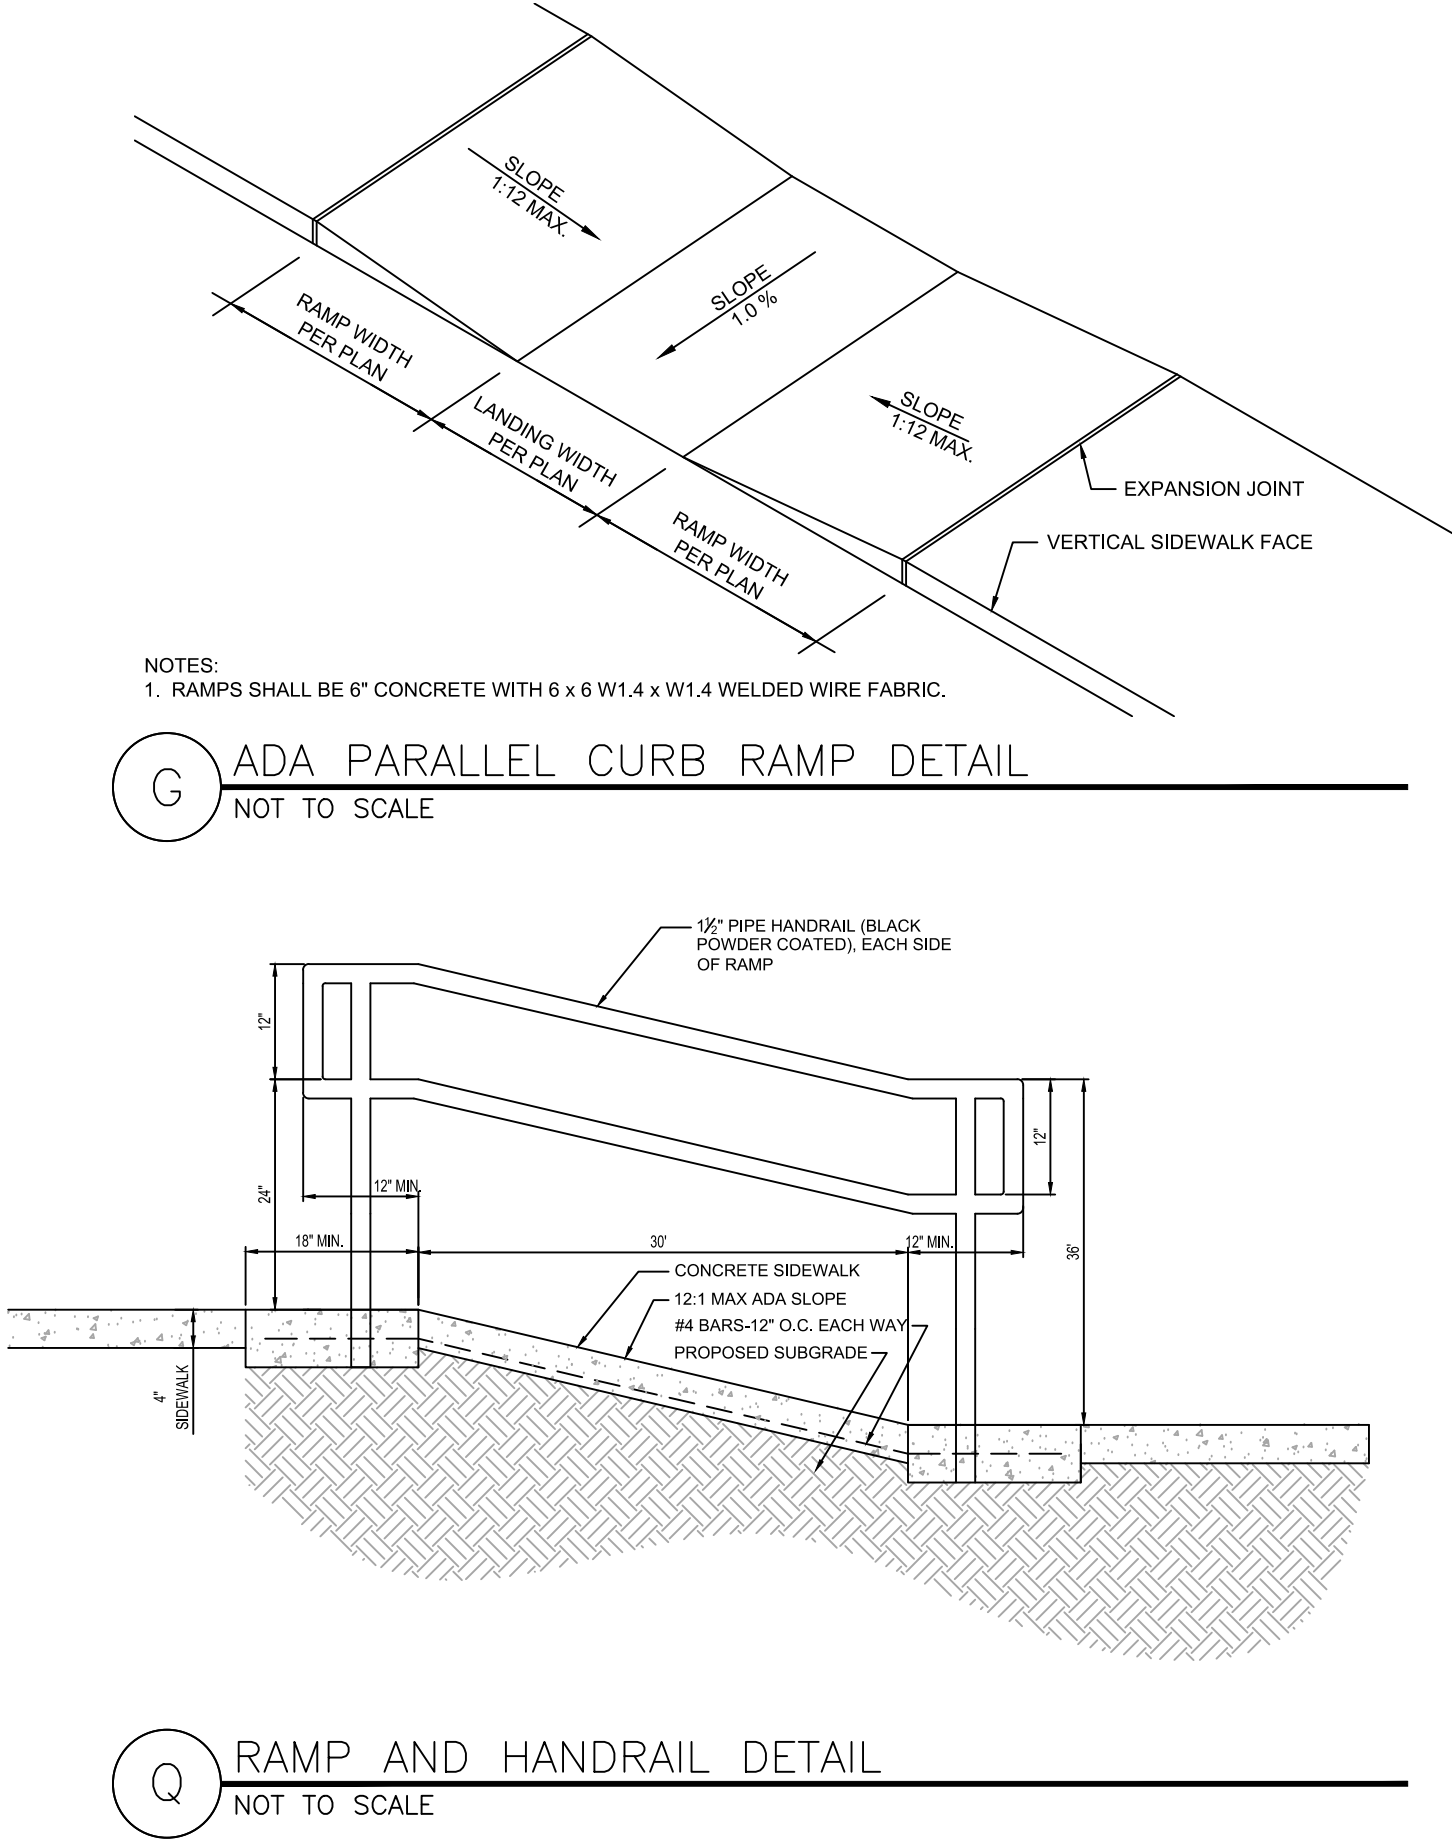 SLOPE
1:12 MAX.
SLOPE
1.0 %
SLOPE
1:12 MAX.
RAMP WIDTH
PER PLAN
LANDING WIDTH
PER PLAN
RAMP WIDTH
PER PLAN
EXPANSION JOINT
VERTICAL SIDEWALK FACE
NOTES:
1. RAMPS SHALL BE 6" CONCRETE WITH 6 x 6 W1.4 x W1.4 WELDED WIRE FABRIC.
G
ADA PARALLEL CURB RAMP DETAIL
NOT TO SCALE
1½" PIPE HANDRAIL (BLACK
POWDER COATED), EACH SIDE
OF RAMP
12"
24"
12" MIN.
18" MIN.
30'
12" MIN.
12"
36'
CONCRETE SIDEWALK
12:1 MAX ADA SLOPE
#4 BARS-12" O.C. EACH WAY
PROPOSED SUBGRADE
4"
SIDEWALK
Q
RAMP AND HANDRAIL DETAIL
NOT TO SCALE